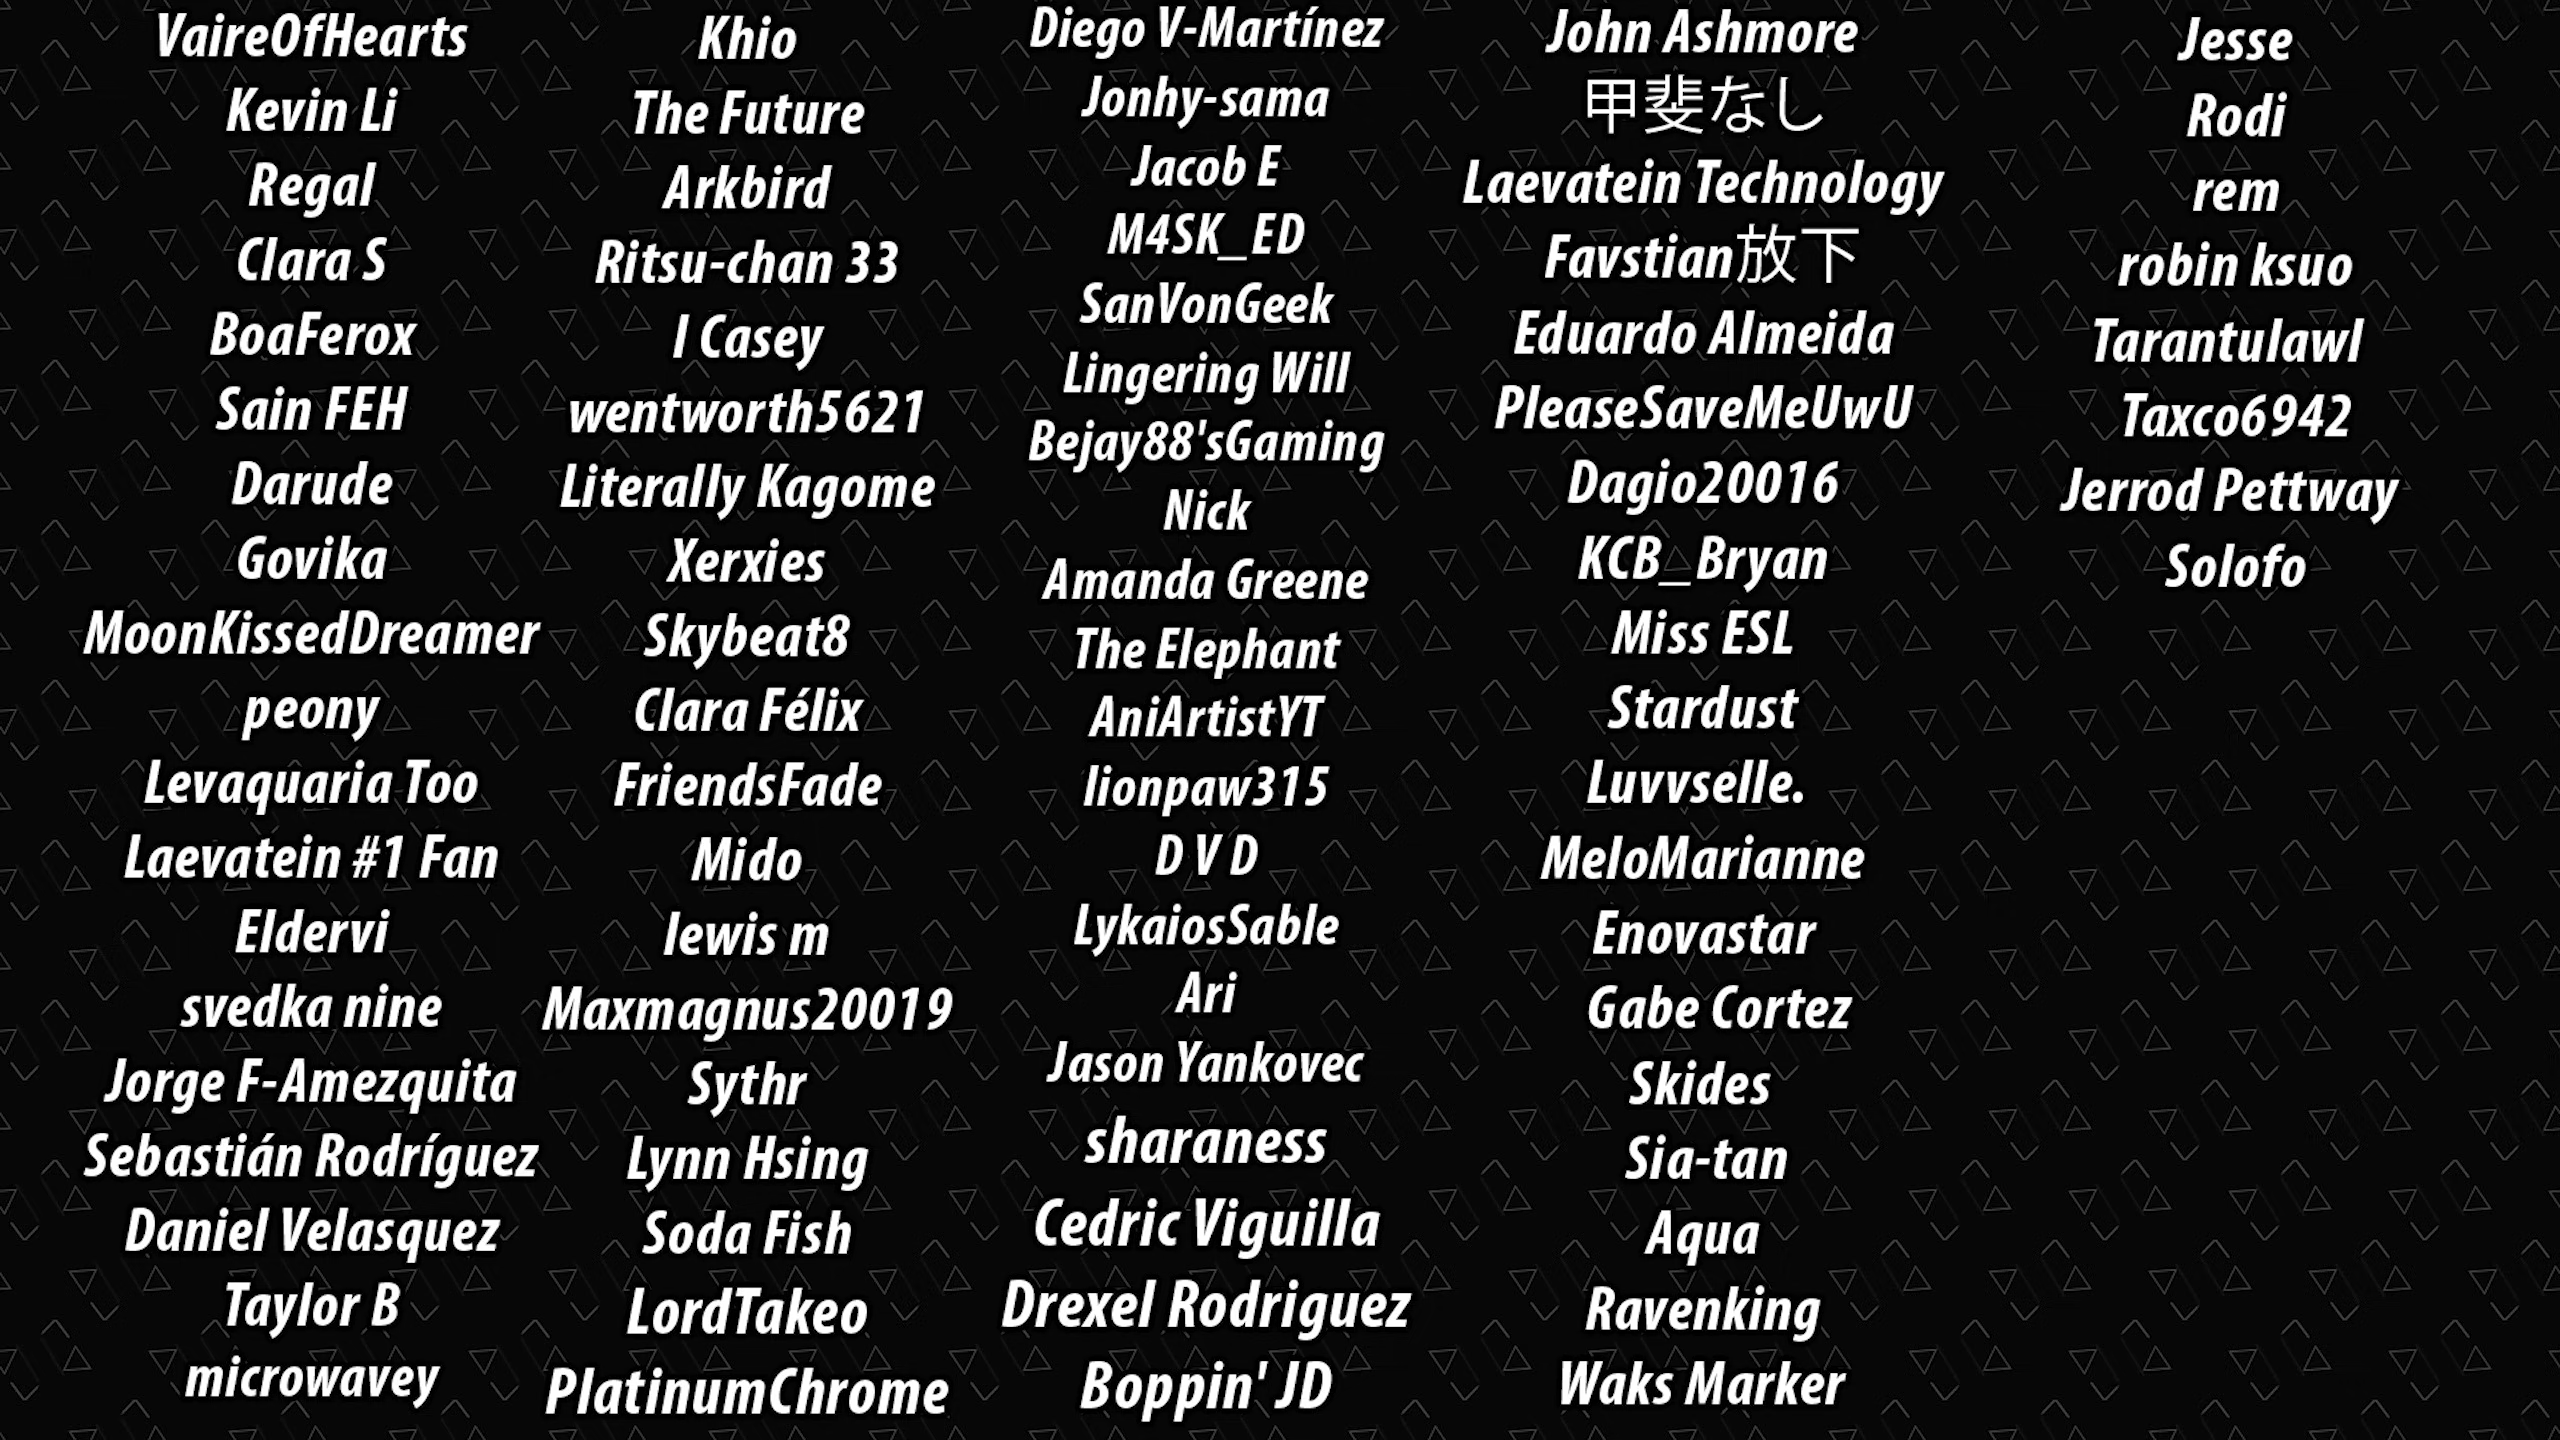 VaireOfHearts
Kevin Li
Regal
Clara S
BoaFerox
Sain FEH
Darude
Govika
MoonKissedDreamer
peony
Levaquaria Too
Laevatein #1 Fan
Eldervi
svedka nine
Jorge F-Amezquita
Sebastián Rodríguez
Daniel Velasquez
Taylor B
microwavey
Khio
The Future
Arkbird
Ritsu-chan 33
I Casey
wentworth5621
Literally Kagome
Xerxies
Skybeat8
Clara Félix
FriendsFade
Mido
lewis m
Maxmagnus20019
Sythr
Lynn Hsing
Soda Fish
LordTakeo
PlatinumChrome
Diego V-Martínez
Jonhy-sama
Jacob E
M4SK_ED
SanVonGeek
Lingering Will
Bejay88'sGaming
Nick
Amanda Greene
The Elephant
AniArtistYT
lionpaw315
D V D
LykaiosSable
Ari
Jason Yankovec
sharaness
Cedric Viguilla
Drexel Rodriguez
Boppin' JD
John Ashmore
甲斐なし
Laevatein Technology
Favstian放下
Eduardo Almeida
PleaseSaveMeUwU
Dagio20016
KCB_Bryan
Miss ESL
Stardust
Luvvselle.
MeloMarianne
Enovastar
Gabe Cortez
Skides
Sia-tan
Aqua
Ravenking
Waks Marker
Jesse
Rodi
rem
robin ksuo
Tarantulawl
Taxco6942
Jerrod Pettway
Solofo